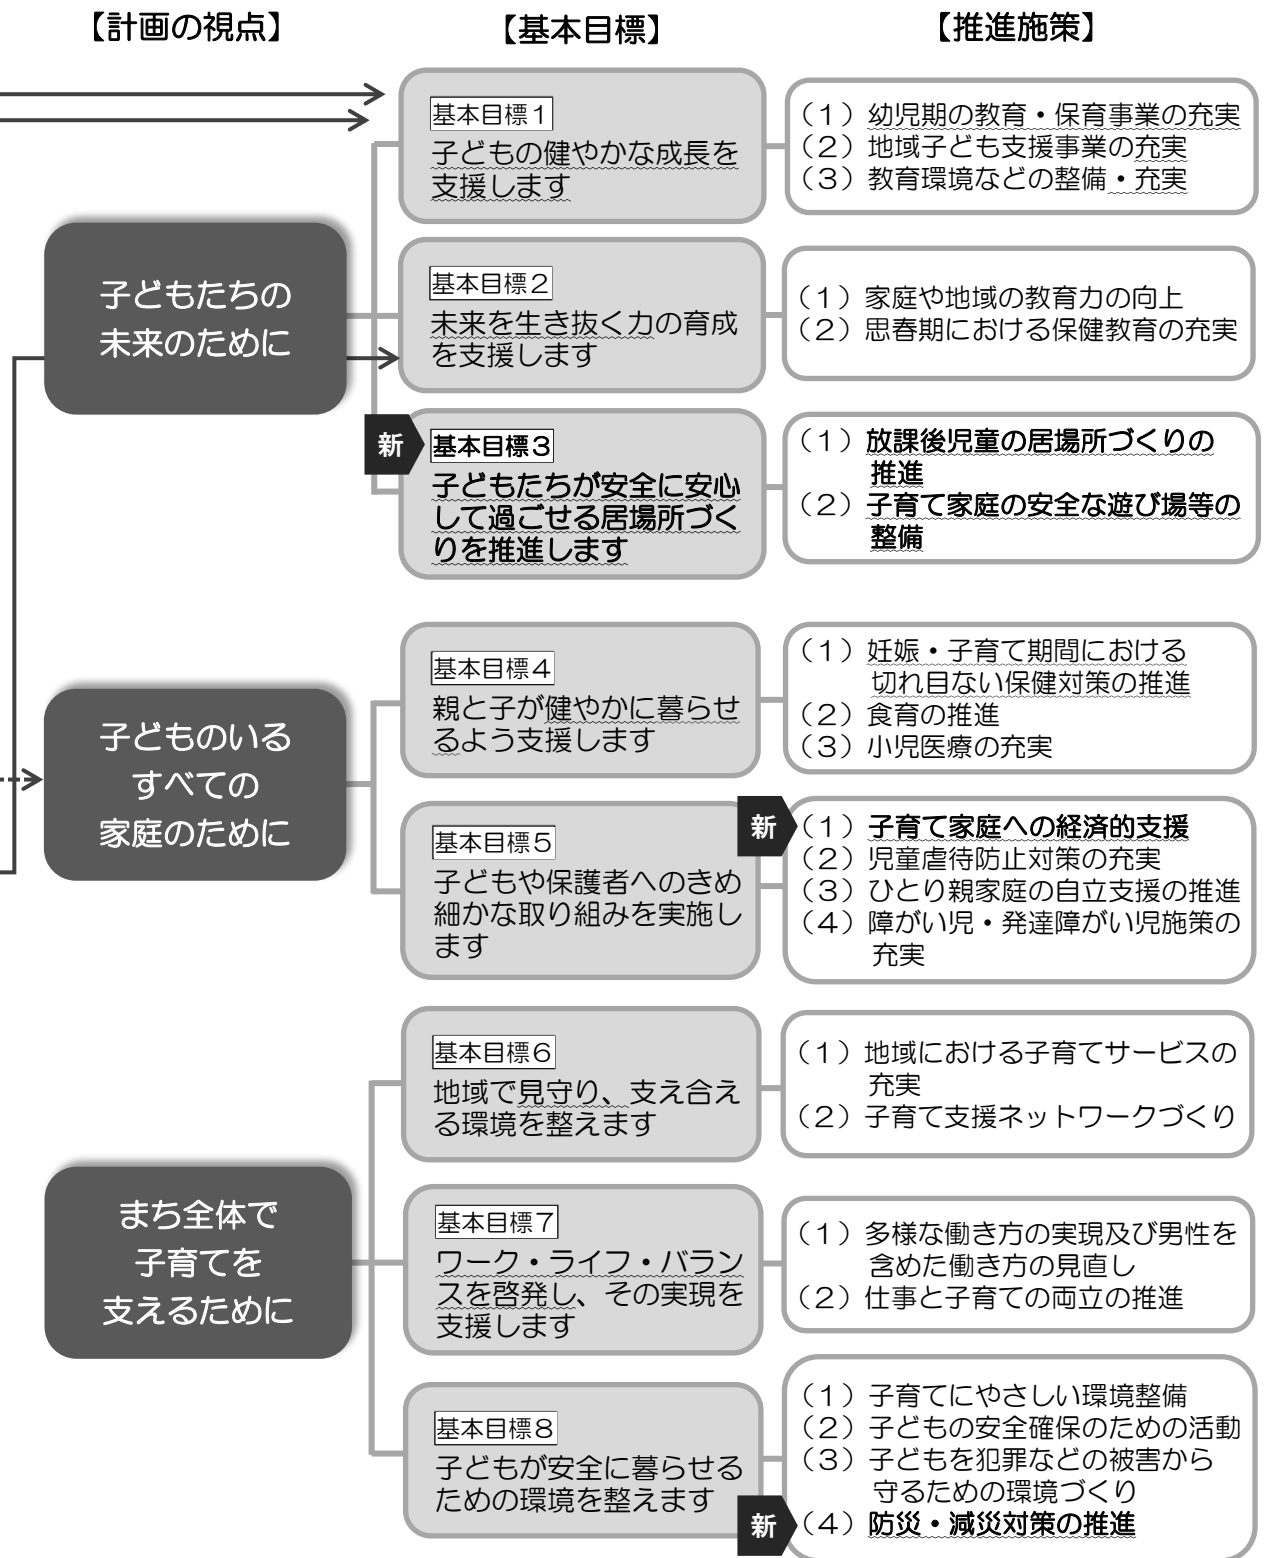 【計画の視点】
【基本目標】
【推進施策】
子どもたちの
未来のために
基本目標１
子どもの健やかな成長を
支援します
（１）幼児期の教育・保育事業の充実
（２）地域子ども支援事業の充実
（３）教育環境などの整備・充実
基本目標２
未来を生き抜く力の育成
を支援します
（１）家庭や地域の教育力の向上
（２）思春期における保健教育の充実
新
基本目標３
子どもたちが安全に安心
して過ごせる居場所づく
りを推進します
（１）放課後児童の居場所づくりの
推進
（２）子育て家庭の安全な遊び場等の
整備
子どものいる
すべての
家庭のために
基本目標４
親と子が健やかに暮らせ
るよう支援します
（１）妊娠・子育て期間における
切れ目ない保健対策の推進
（２）食育の推進
（３）小児医療の充実
基本目標５
子どもや保護者へのきめ
細かな取り組みを実施し
ます
新
（１）子育て家庭への経済的支援
（２）児童虐待防止対策の充実
（３）ひとり親家庭の自立支援の推進
（４）障がい児・発達障がい児施策の
充実
まち全体で
子育てを
支えるために
基本目標６
地域で見守り、支え合え
る環境を整えます
（１）地域における子育てサービスの
充実
（２）子育て支援ネットワークづくり
基本目標７
ワーク・ライフ・バラン
スを啓発し、その実現を
支援します
（１）多様な働き方の実現及び男性を
含めた働き方の見直し
（２）仕事と子育ての両立の推進
基本目標８
子どもが安全に暮らせる
ための環境を整えます
（１）子育てにやさしい環境整備
（２）子どもの安全確保のための活動
（３）子どもを犯罪などの被害から
守るための環境づくり
新
（４）防災・減災対策の推進